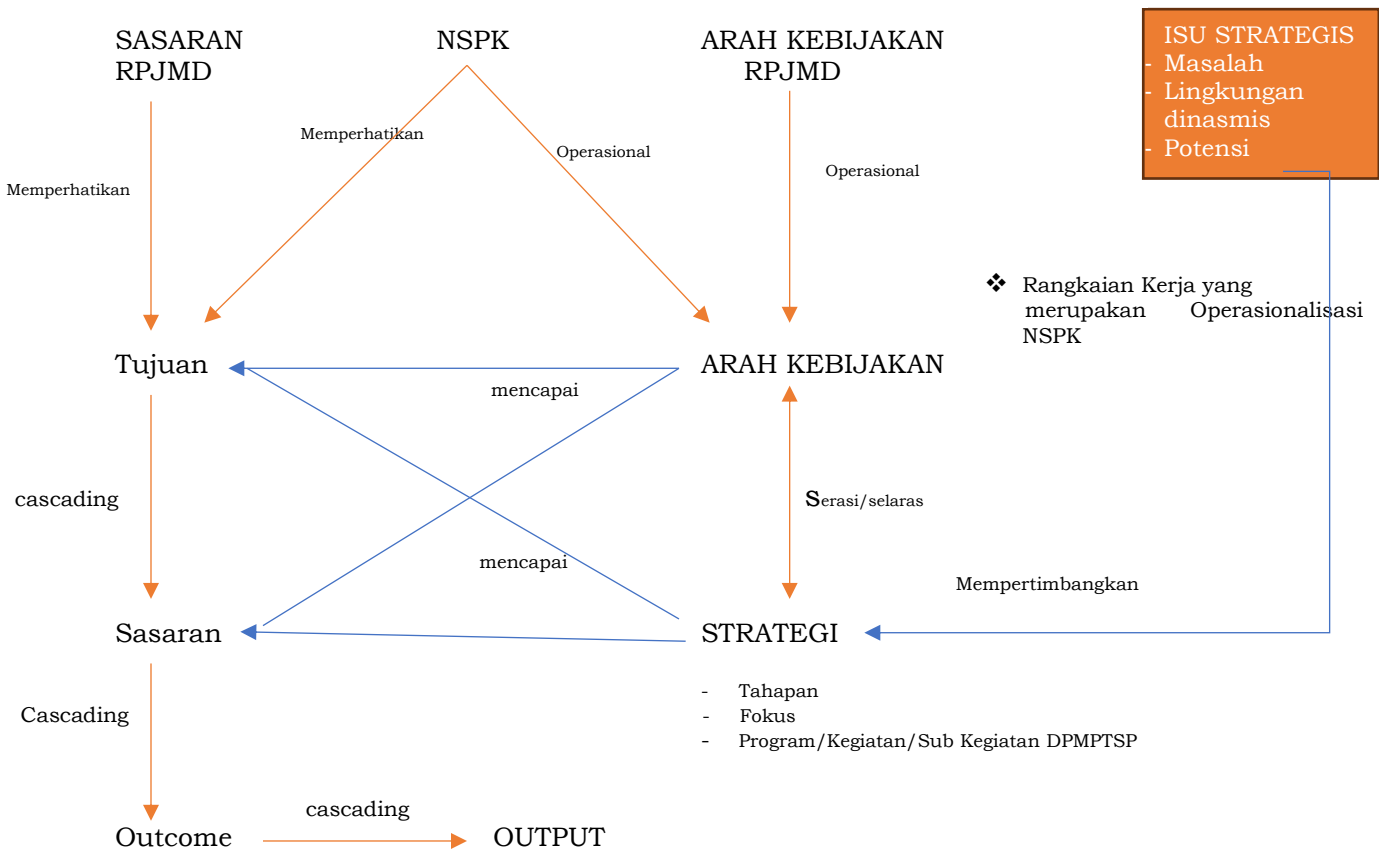 SASARAN
RPJMD
NSPK
ARAH KEBIJAKAN
RPJMD
ISU STRATEGIS
- Masalah
- Lingkungan
dinasmis
- Potensi
Memperhatikan
Operasional
Operasional
Memperhatikan
❖ Rangkaian Kerja yang
merupakan Operasionalisasi
NSPK
Tujuan
ARAH KEBIJAKAN
mencapai
cascading
Serasi/selaras
mencapai
Mempertimbangkan
Sasaran
STRATEGI
- Tahapan
- Fokus
- Program/Kegiatan/Sub Kegiatan DPMPTSP
Cascading
cascading
Outcome
OUTPUT